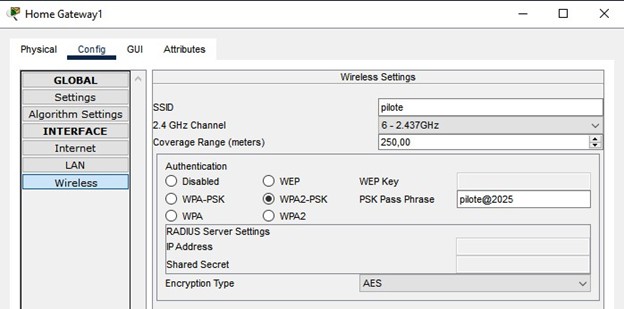 Home Gateway1
Physical Config GUI Attributes
GLOBAL
Settings
Algorithm Settings
INTERFACE
Internet
LAN
Wireless
Wireless Settings
SSID pilote
2.4 GHz Channel 6 - 2.437GHz
Coverage Range (meters) 250,00
Authentication
Disabled WEP WEP Key
WPA-PSK WPA2-PSK PSK Pass Phrase pilote@2025
WPA WPA2
RADIUS Server Settings
IP Address
Shared Secret
Encryption Type AES